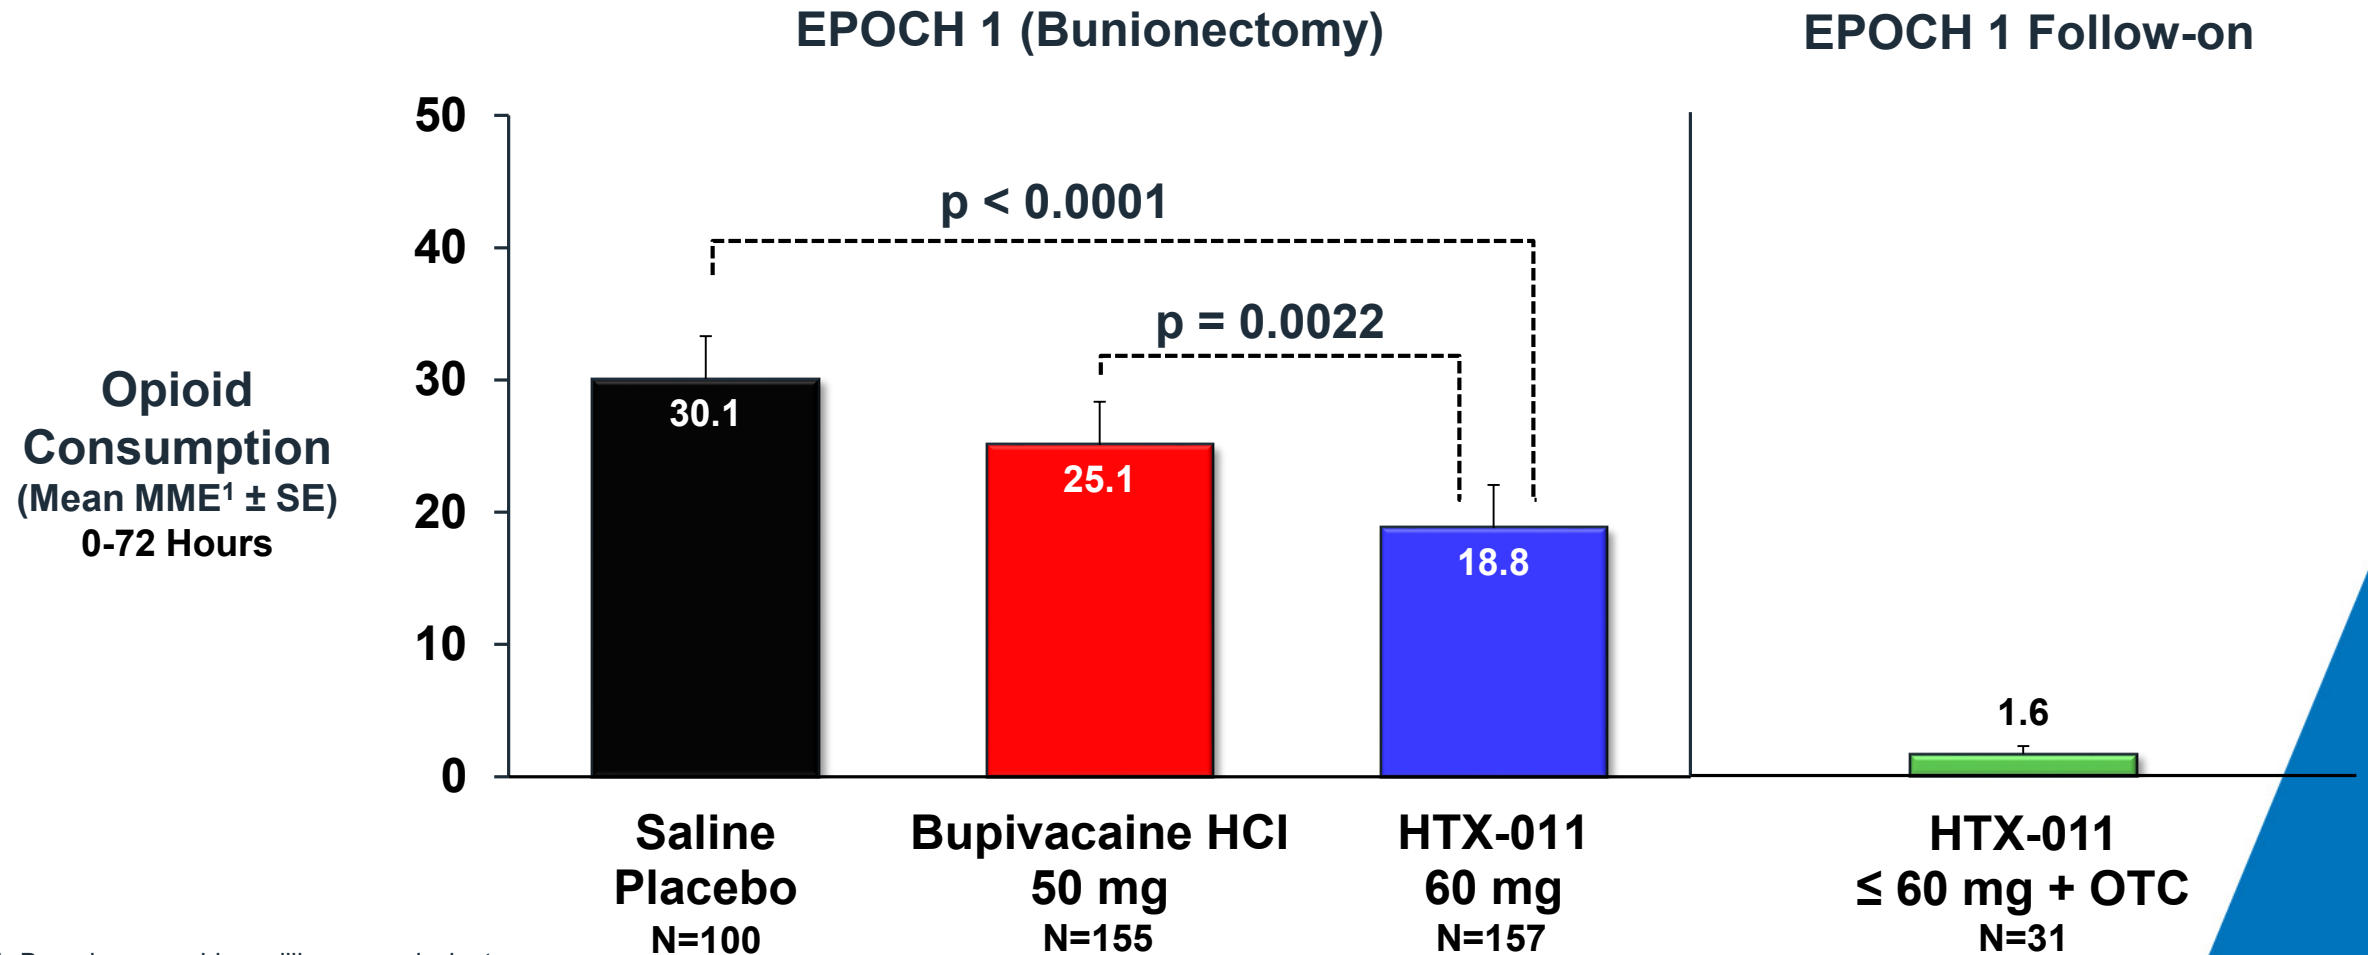 EPOCH 1 (Bunionectomy)
EPOCH 1 Follow-on
50
40
30
20
10
0
Opioid
Consumption
(Mean MME¹ ± SE)
0-72 Hours
p < 0.0001
p = 0.0022
30.1
25.1
18.8
1.6
Saline
Placebo
N=100
Bupivacaine HCl
50 mg
N=155
HTX-011
60 mg
N=157
HTX-011
≤ 60 mg + OTC
N=31